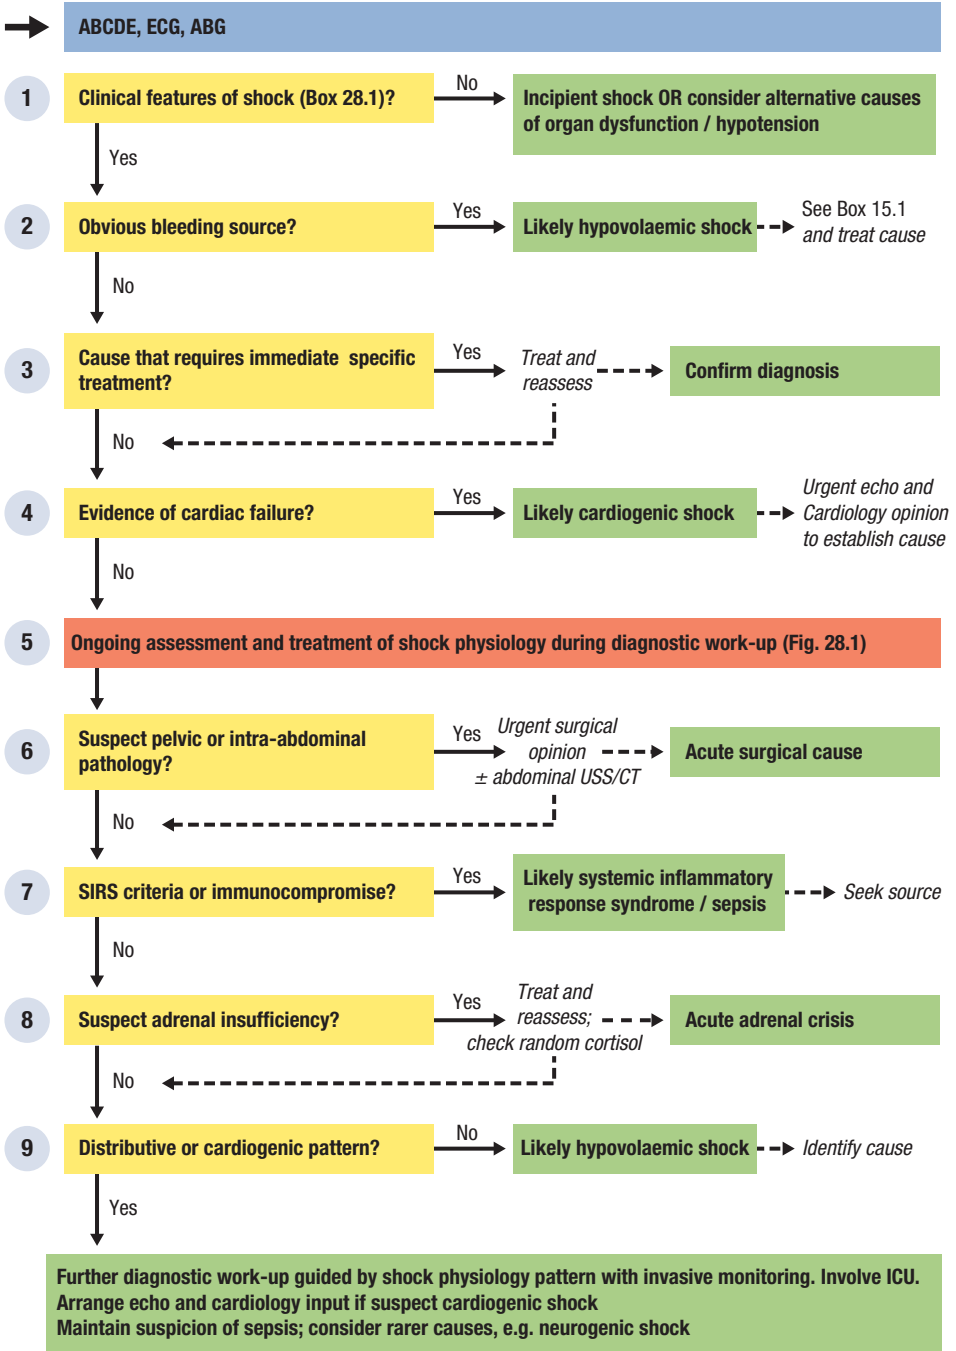 ABCDE, ECG, ABG
1
Clinical features of shock (Box 28.1)?
No
Incipient shock OR consider alternative causes
of organ dysfunction / hypotension
Yes
2
Obvious bleeding source?
Yes
Likely hypovolaemic shock
See Box 15.1
and treat cause
No
3
Cause that requires immediate specific
treatment?
Yes
Treat and
reassess
Confirm diagnosis
No
4
Evidence of cardiac failure?
Yes
Likely cardiogenic shock
Urgent echo and
Cardiology opinion
to establish cause
No
5
Ongoing assessment and treatment of shock physiology during diagnostic work-up (Fig. 28.1)
6
Suspect pelvic or intra-abdominal
pathology?
Yes
Urgent surgical
opinion
± abdominal USS/CT
Acute surgical cause
No
7
SIRS criteria or immunocompromise?
Yes
Likely systemic inflammatory
response syndrome / sepsis
Seek source
No
8
Suspect adrenal insufficiency?
Yes
Treat and
reassess;
check random cortisol
Acute adrenal crisis
No
9
Distributive or cardiogenic pattern?
No
Likely hypovolaemic shock
Identify cause
Yes
Further diagnostic work-up guided by shock physiology pattern with invasive monitoring. Involve ICU.
Arrange echo and cardiology input if suspect cardiogenic shock
Maintain suspicion of sepsis; consider rarer causes, e.g. neurogenic shock